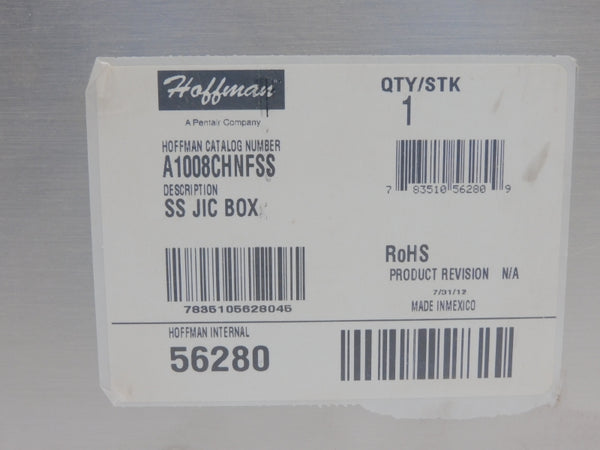 Hoffman
A Pentair Company
HOFFMAN CATALOG NUMBER
A1008CHNFSS
DESCRIPTION
SS JIC BOX
7835105628045
QTY/STK
1
7 83510 56280 9
RoHS
PRODUCT REVISION N/A
7/31/12
MADE INMEXICO
HOFFMAN INTERNAL
56280